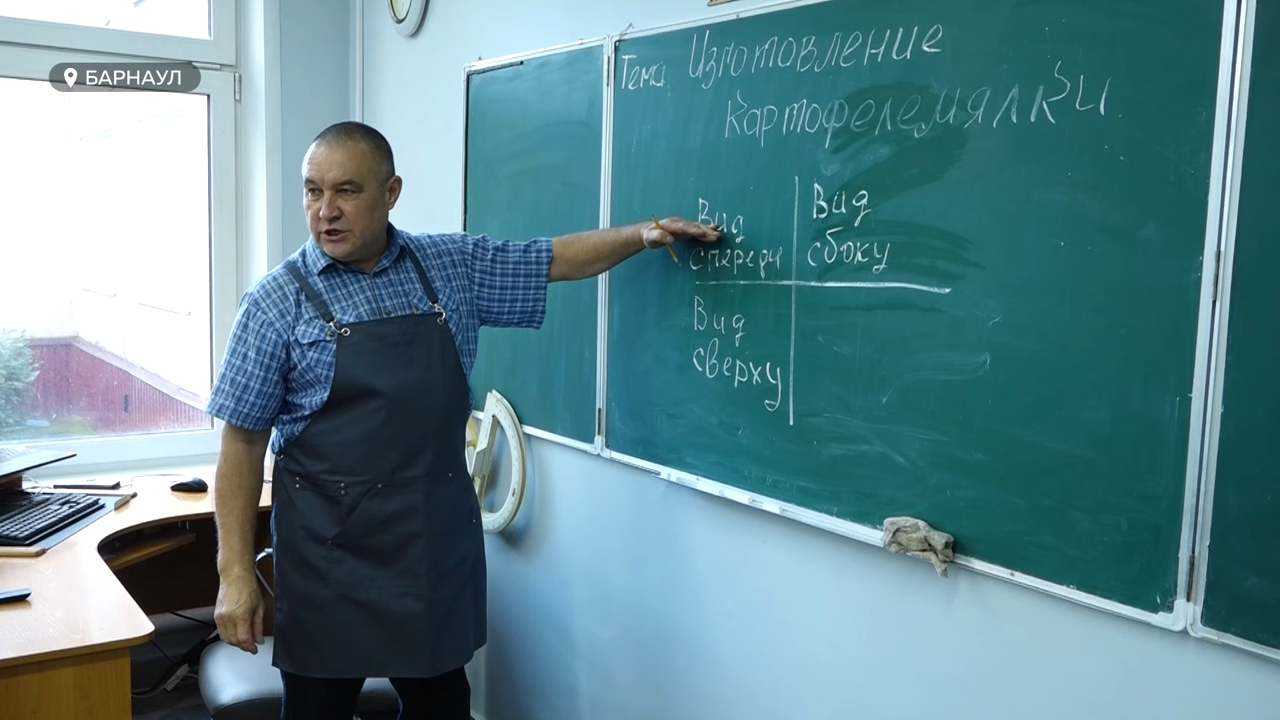 БАРНАУЛ
Тема Изготовление
Картофелемялки.
Вид
спереди
Вид
сбоку
Вид
сверху